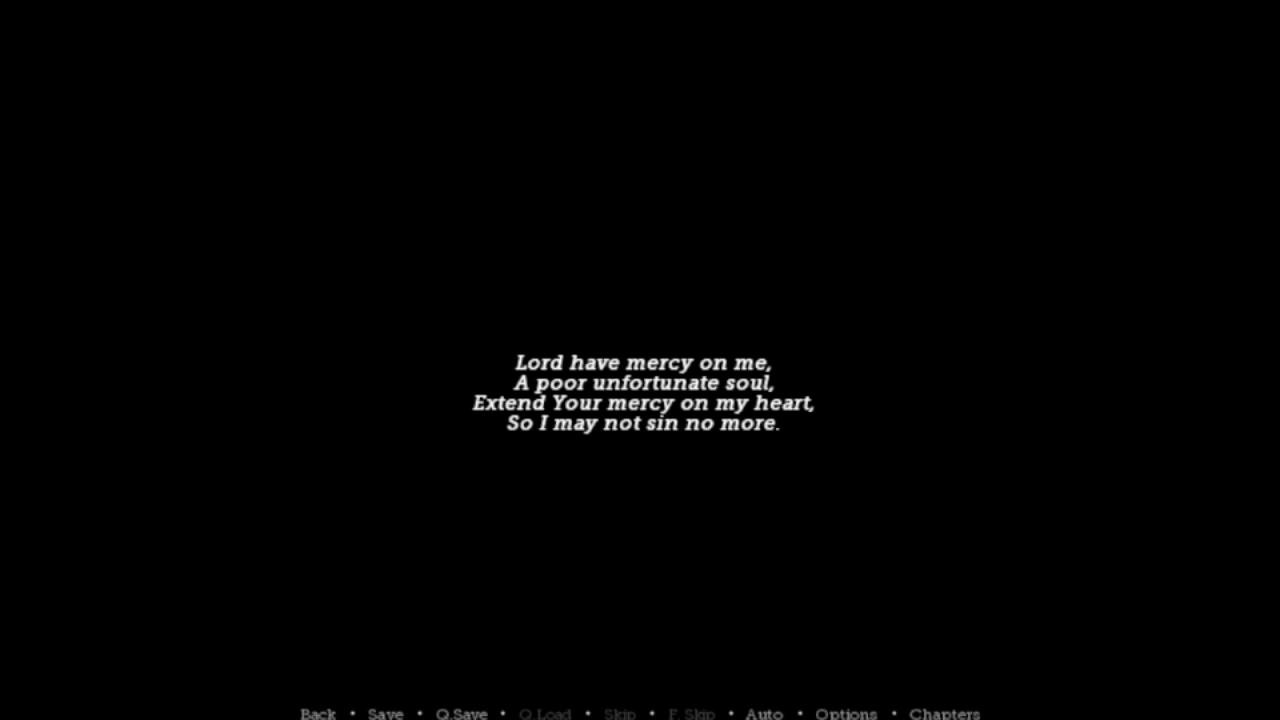 Lord have mercy on me,
A poor unfortunate soul,
Extend Your mercy on my heart,
So I may not sin no more.
Back • Save • Q.Save • Q.Load • Skip • F. Skip • Auto • Options • Chapters